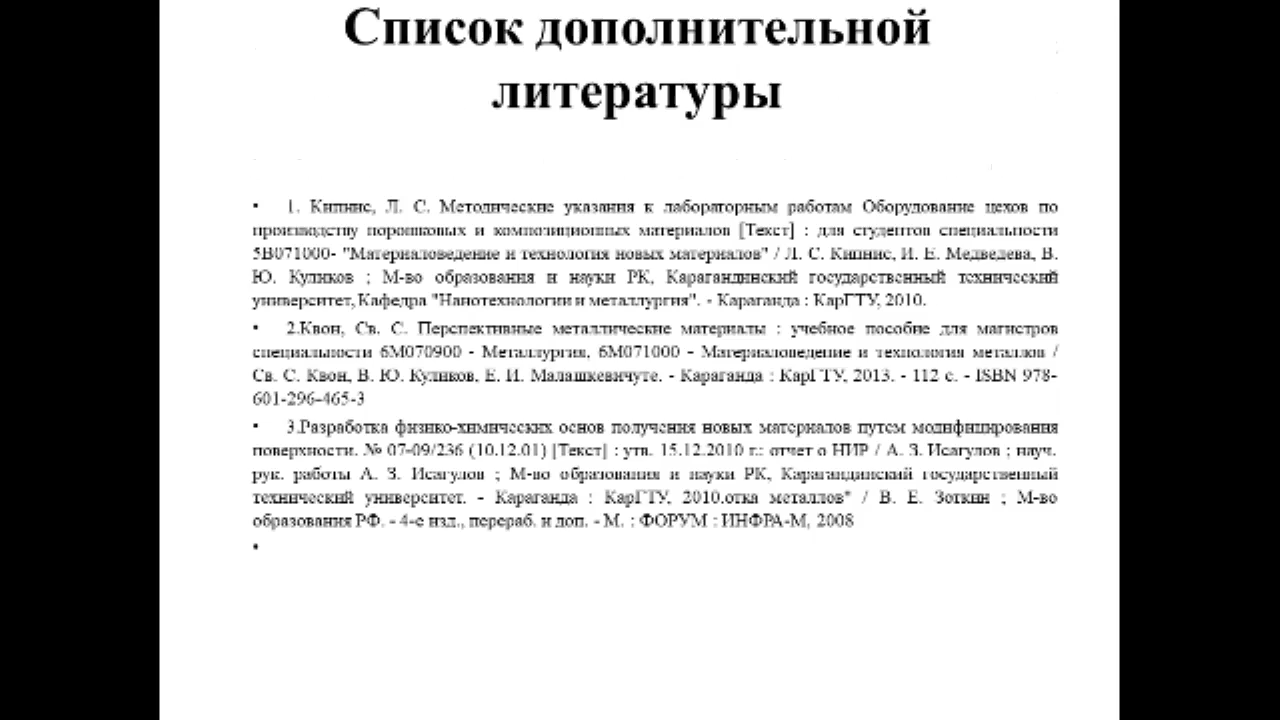 Список дополнительной
литературы
• 1. Кипнис, Л. С. Методические указания к лабораторным работам Оборудование цехов по
производству порошковых и композиционных материалов [Текст] : для студентов специальности
5В071000- "Материаловедение и технология новых материалов" / Л. С. Кипнис, И. Е. Медведева, В.
Ю. Куликов ; М-во образования и науки РК, Карагандинский государственный технический
университет, Кафедра "Нанотехнологии и металлургия". - Караганда : КарГТУ, 2010.
• 2.Квон, Св. С. Перспективные металлические материалы : учебное пособие для магистров
специальности 6М070900 - Металлургия, 6М071000 - Материаловедение и технология металлов /
Св. С. Квон, В. Ю. Куликов, Е. И. Малашкевичуте. - Караганда : КарГТУ, 2013. - 112 с. - ISBN 978-
601-296-465-3
• 3.Разработка физико-химических основ получения новых материалов путем модифицирования
поверхности. № 07-09/236 (10.12.01) [Текст] : утв. 15.12.2010 г.: отчет о НИР / А. З. Исагулов ; науч.
рук. работы А. З. Исагулов ; М-во образования и науки РК, Карагандинский государственный
технический университет. - Караганда : КарГТУ, 2010.отка металлов" / В. Е. Зоткин ; М-во
образования РФ. - 4-е изд., перераб. и доп. - М. : ФОРУМ : ИНФРА-М, 2008
•